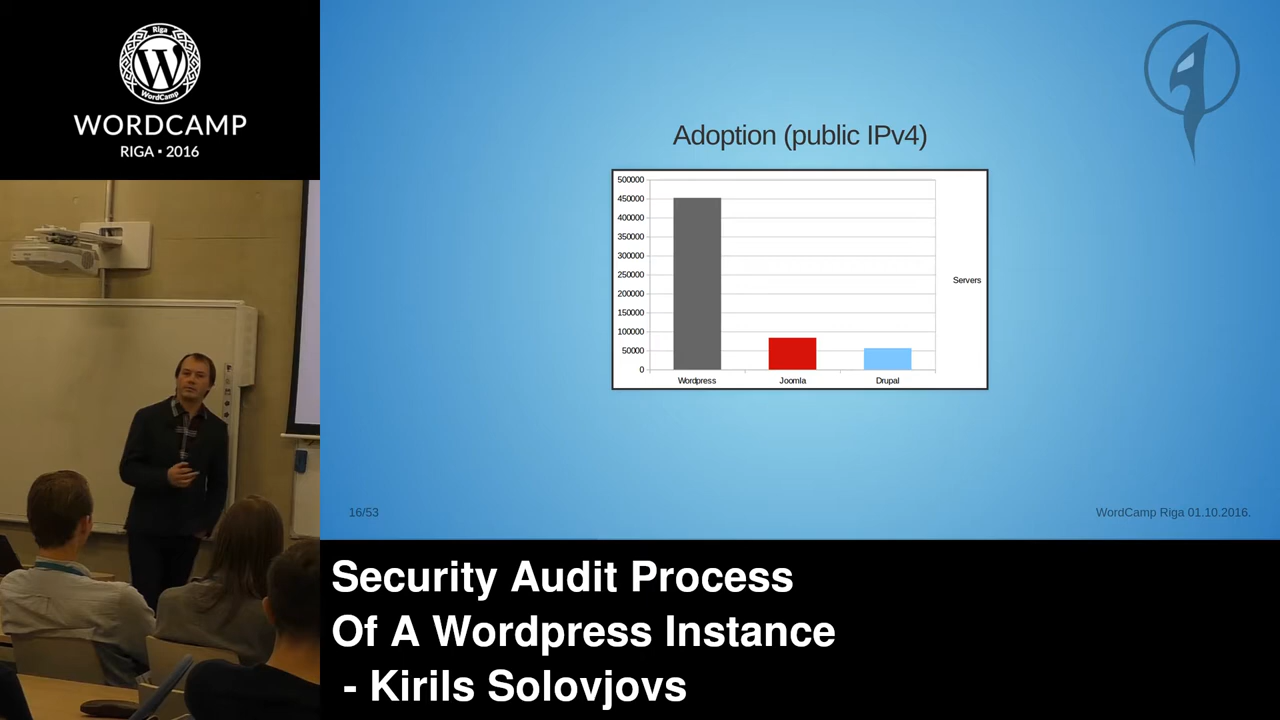 Riga
WordCamp
WORDCAMP
RIGA • 2016
Adoption (public IPv4)
500000
450000
400000
350000
300000
250000
200000
150000
100000
50000
0
Wordpress
Joomla
Drupal
Servers
16/53
WordCamp Riga 01.10.2016.
Security Audit Process
Of A Wordpress Instance
- Kirils Solovjovs